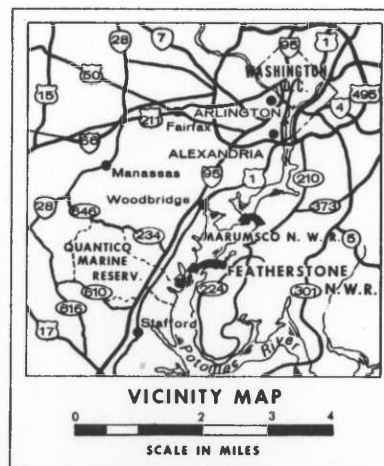 28
7
95
1
50
WASHINGTON
D.C.
15
495
ARLINGTON
4
211
Fairfax
66
ALEXANDRIA
Manassas
95
1
210
Woodbridge
28
646
234
373
MARUMSCO N.W.R.
5
QUANTICO
MARINE
RESERV.
FEATHERSTONE
N.W.R.
610
224
301
616
17
Stafford
Potomac River
VICINITY MAP
0 1 2 3 4
SCALE IN MILES